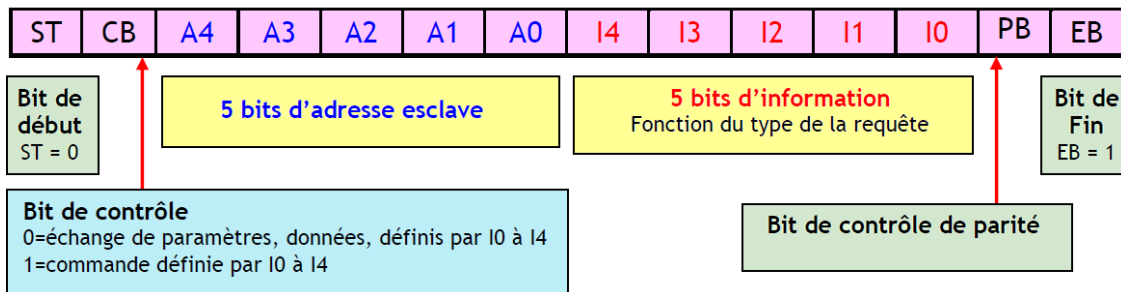 ST CB A4 A3 A2 A1 A0 I4 I3 I2 I1 I0 PB EB
Bit de
début
ST = 0
5 bits d’adresse esclave
5 bits d’information
Fonction du type de la requête
Bit de
Fin
EB = 1
Bit de contrôle
0=échange de paramètres, données, définis par I0 à I4
1=commande définie par I0 à I4
Bit de contrôle de parité